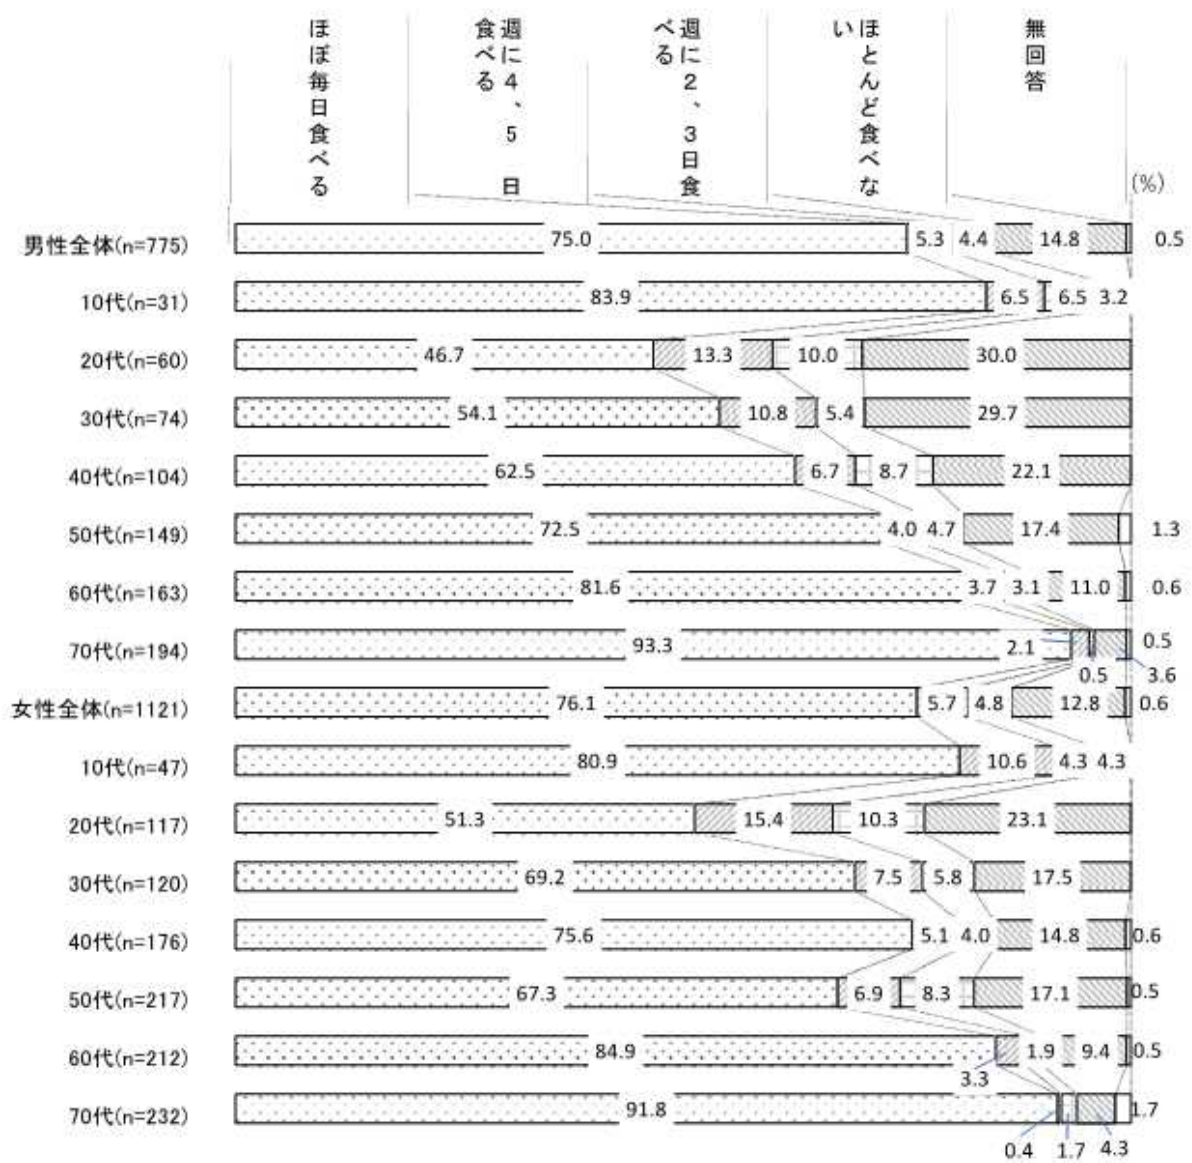 ほぼ毎日食べる
週に4、5 日
食べる
週に2、3日食
べる
ほとんど食べな
い
無回答
(%)
男性全体(n=775) 75.0 5.3 4.4 14.8 0.5
10代(n=31) 83.9 6.5 6.5 3.2
20代(n=60) 46.7 13.3 10.0 30.0
30代(n=74) 54.1 10.8 5.4 29.7
40代(n=104) 62.5 6.7 8.7 22.1
50代(n=149) 72.5 4.0 4.7 17.4 1.3
60代(n=163) 81.6 3.7 3.1 11.0 0.6
70代(n=194) 93.3 2.1 0.5 3.6 0.5
女性全体(n=1121) 76.1 5.7 4.8 12.8 0.6
10代(n=47) 80.9 10.6 4.3 4.3
20代(n=117) 51.3 15.4 10.3 23.1
30代(n=120) 69.2 7.5 5.8 17.5
40代(n=176) 75.6 5.1 4.0 14.8 0.6
50代(n=217) 67.3 6.9 8.3 17.1 0.5
60代(n=212) 84.9 3.3 1.9 9.4 0.5
70代(n=232) 91.8 0.4 1.7 4.3 1.7